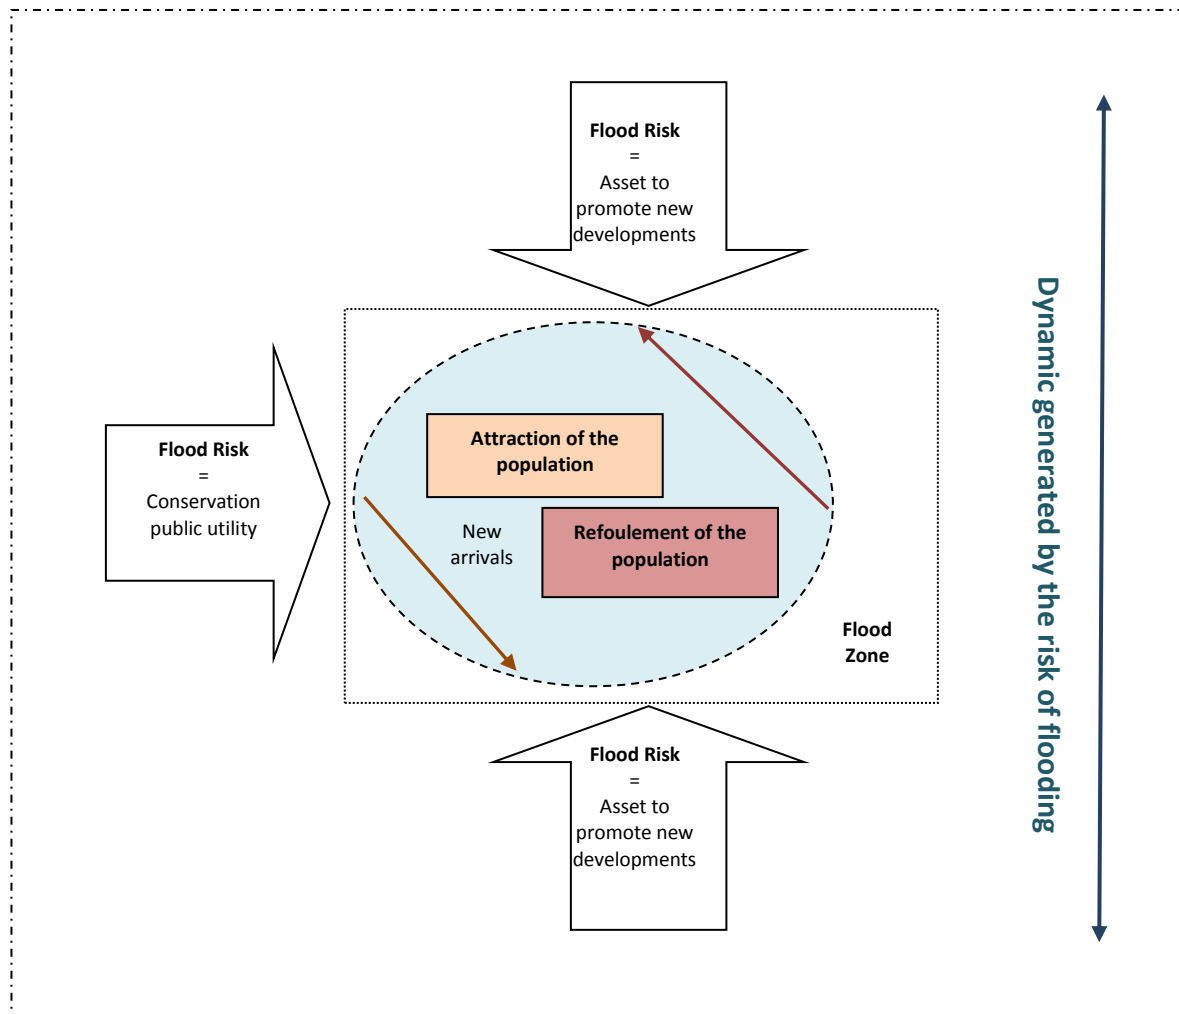 Flood Risk
=
Asset to
promote new
developments
Flood Risk
=
Conservation
public utility
Attraction of the
population
New
arrivals
Refoulement of the
population
Flood
Zone
Flood Risk
=
Asset to
promote new
developments
Dynamic generated by the risk of flooding